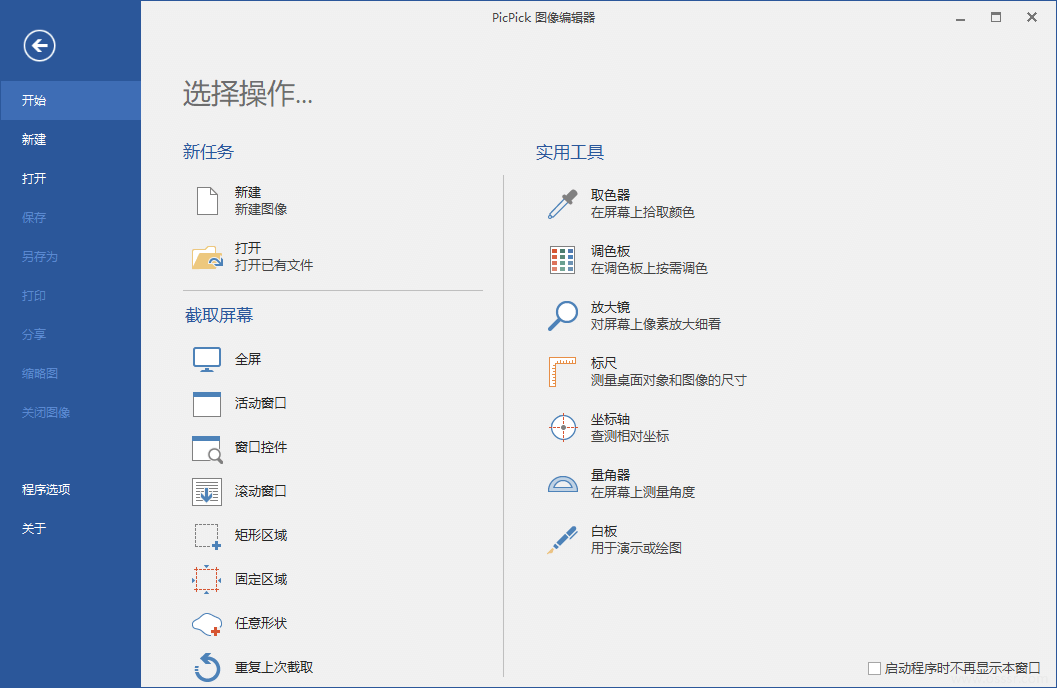 PicPick 图像编辑器
开始
新建
打开
保存
另存为
打印
分享
缩略图
关闭图像
程序选项
关于
选择操作...
新任务
新建
新建图像
打开
打开已有文件
截取屏幕
全屏
活动窗口
窗口控件
滚动窗口
矩形区域
固定区域
任意形状
重复上次截取
实用工具
取色器
在屏幕上拾取颜色
调色板
在调色板上按需调色
放大镜
对屏幕上像素放大细看
标尺
测量桌面对象和图像的尺寸
坐标轴
查测相对坐标
量角器
在屏幕上测量角度
白板
用于演示或绘图
启动程序时不再显示本窗口